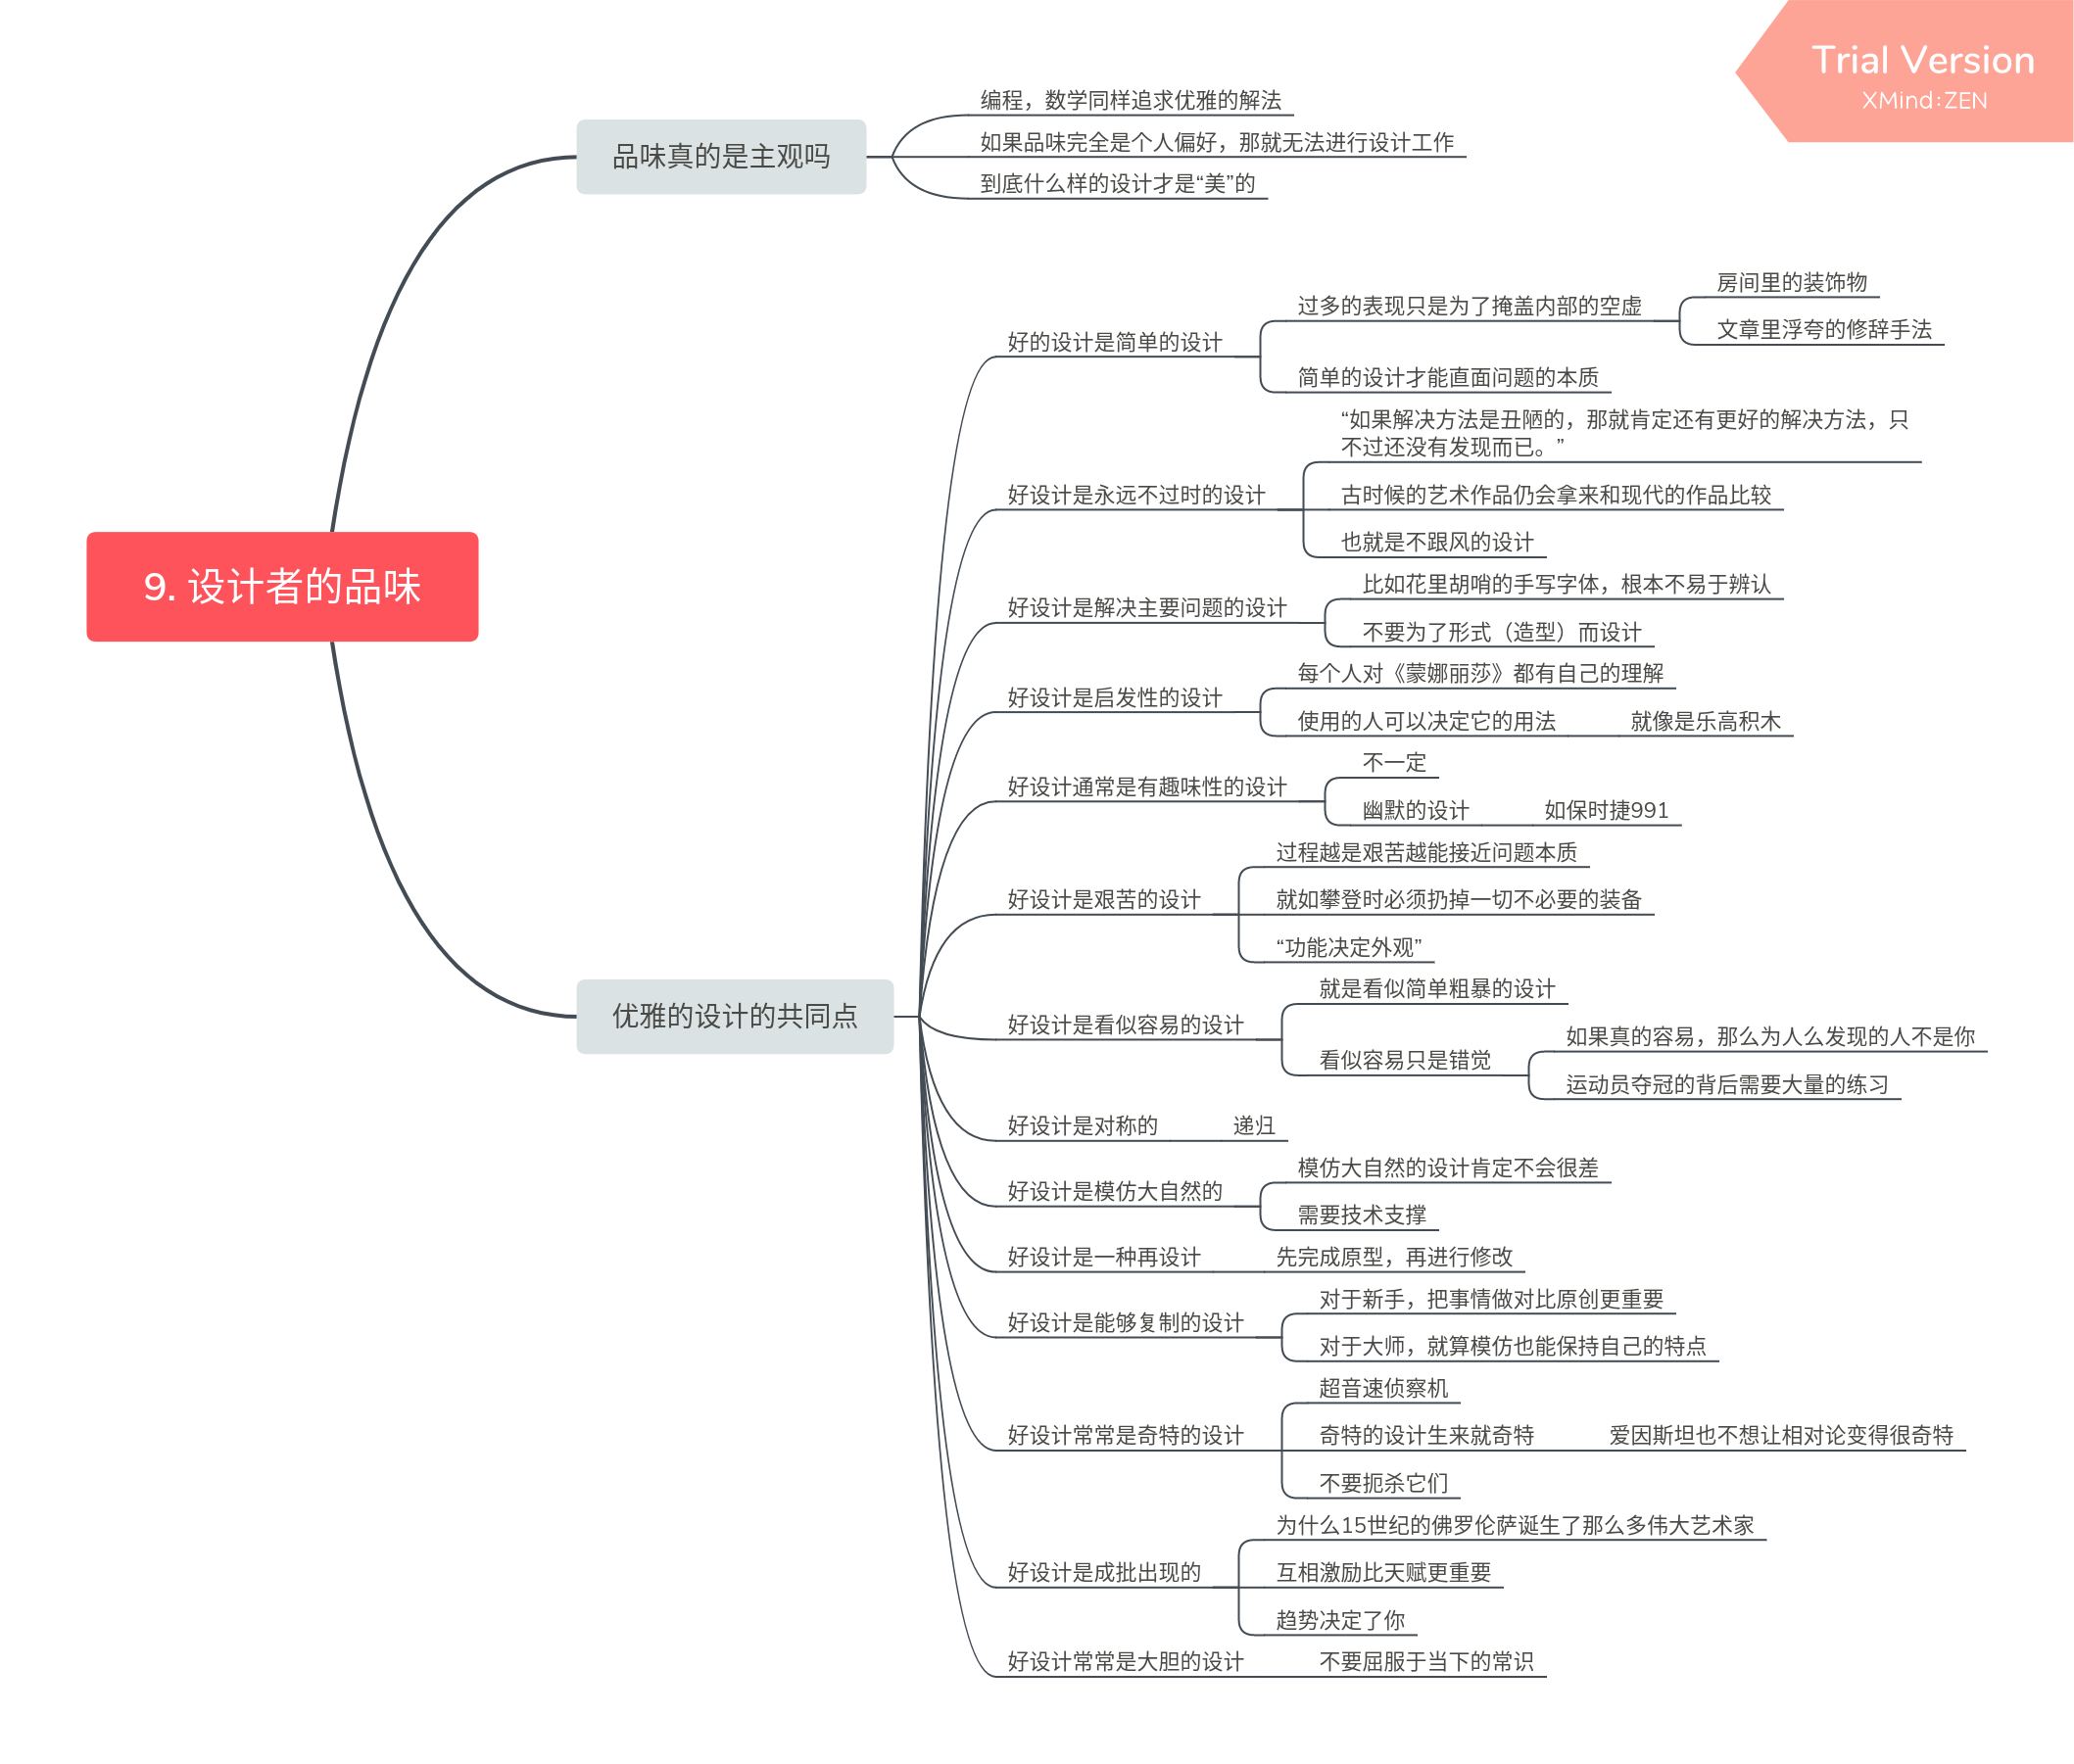 Trial Version
XMind:ZEN
9. 设计者的品味
品味真的是主观吗
编程，数学同样追求优雅的解法
如果品味完全是个人偏好，那就无法进行设计工作
到底什么样的设计才是“美”的
优雅的设计的共同点
好的设计是简单的设计
过多的表现只是为了掩盖内部的空虚
房间里的装饰物
文章里浮夸的修辞手法
简单的设计才能直面问题的本质
好设计是永远不过时的设计
“如果解决方法是丑陋的，那就肯定还有更好的解决方法，只
不过还没有发现而已。”
古时候的艺术作品仍会拿来和现代的作品比较
也就是不跟风的设计
好设计是解决主要问题的设计
比如花里胡哨的手写字体，根本不易于辨认
不要为了形式（造型）而设计
好设计是启发性的设计
每个人对《蒙娜丽莎》都有自己的理解
使用的人可以决定它的用法
就像是乐高积木
好设计通常是有趣味性的设计
不一定
幽默的设计
如保时捷991
好设计是艰苦的设计
过程越是艰苦越能接近问题本质
就如攀登时必须扔掉一切不必要的装备
“功能决定外观”
好设计是看似容易的设计
就是看似简单粗暴的设计
看似容易只是错觉
如果真的容易，那么为人么发现的人不是你
运动员夺冠的背后需要大量的练习
好设计是对称的
递归
好设计是模仿大自然的
模仿大自然的设计肯定不会很差
需要技术支撑
好设计是一种再设计
先完成原型，再进行修改
好设计是能够复制的设计
对于新手，把事情做对比原创更重要
对于大师，就算模仿也能保持自己的特点
好设计常常是奇特的设计
超音速侦察机
奇特的设计生来就奇特
爱因斯坦也不想让相对论变得很奇特
不要扼杀它们
好设计是成批出现的
为什么15世纪的佛罗伦萨诞生了那么多伟大艺术家
互相激励比天赋更重要
趋势决定了你
好设计常常是大胆的设计
不要屈服于当下的常识